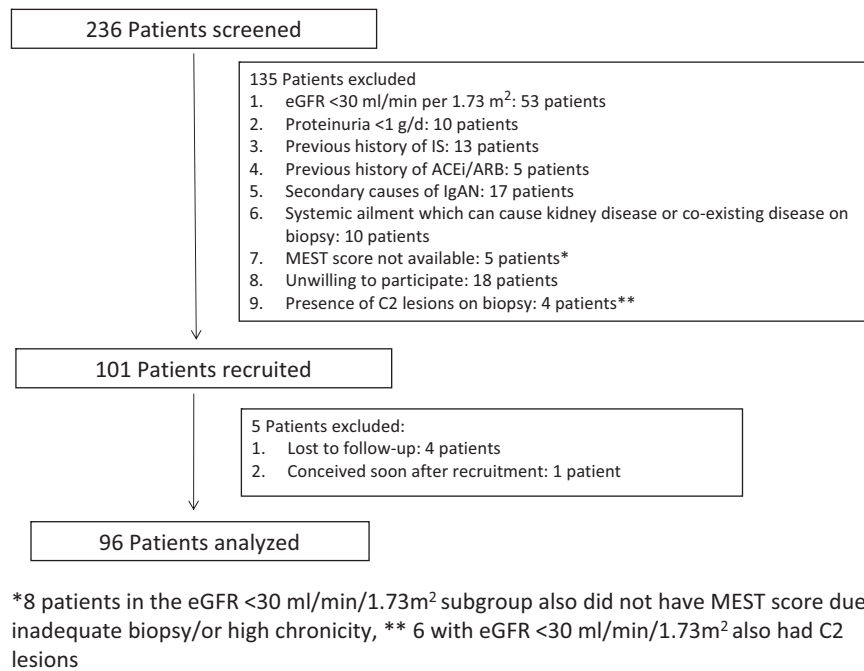 236 Patients screened
135 Patients excluded
1. eGFR <30 ml/min per 1.73 m²: 53 patients
2. Proteinuria <1 g/d: 10 patients
3. Previous history of IS: 13 patients
4. Previous history of ACEi/ARB: 5 patients
5. Secondary causes of IgAN: 17 patients
6. Systemic ailment which can cause kidney disease or co-existing disease on
biopsy: 10 patients
7. MEST score not available: 5 patients*
8. Unwilling to participate: 18 patients
9. Presence of C2 lesions on biopsy: 4 patients**
101 Patients recruited
5 Patients excluded:
1. Lost to follow-up: 4 patients
2. Conceived soon after recruitment: 1 patient
96 Patients analyzed
*8 patients in the eGFR <30 ml/min/1.73m² subgroup also did not have MEST score due
inadequate biopsy/or high chronicity, ** 6 with eGFR <30 ml/min/1.73m² also had C2
lesions